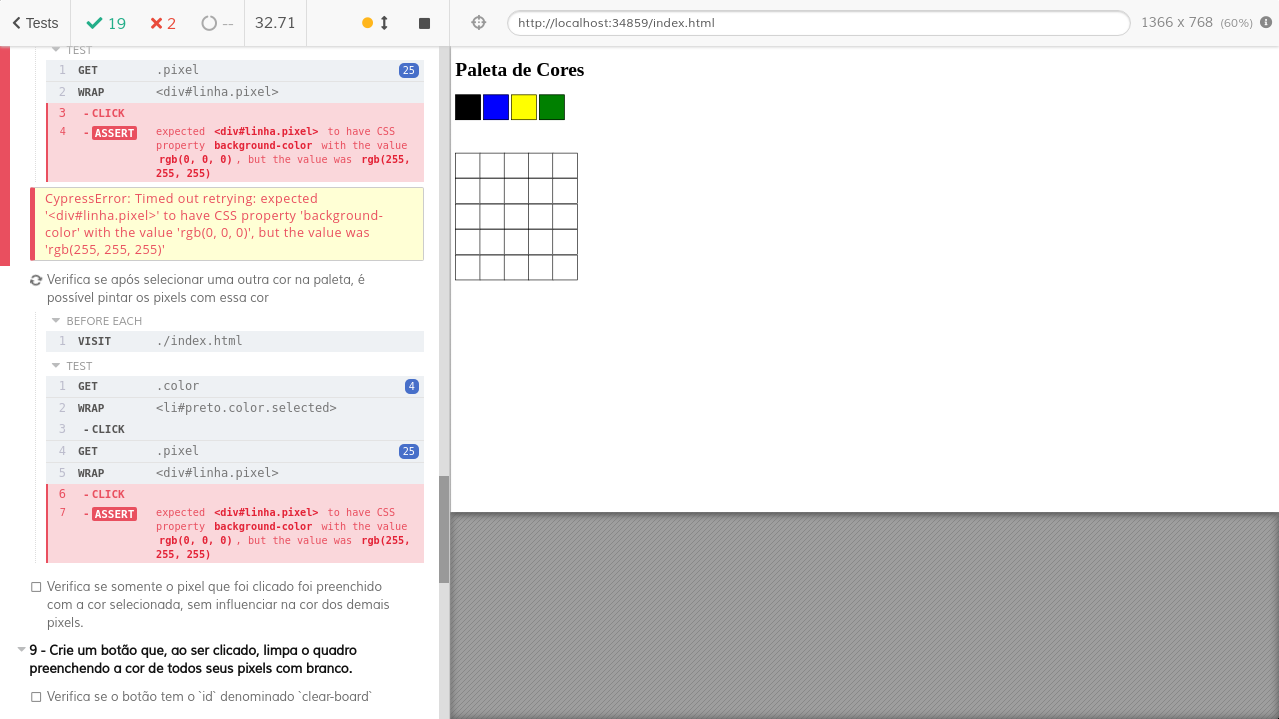 Tests 19 2 -- 32.71 http://localhost:34859/index.html 1366 x 768 (60%)
TEST
1 GET .pixel 25
2 WRAP <div#linha.pixel>
3 - CLICK
4 - ASSERT expected <div#linha.pixel> to have CSS
property background-color with the value
rgb(0, 0, 0), but the value was rgb(255,
255, 255)
CypressError: Timed out retrying: expected
'<div#linha.pixel>' to have CSS property 'background-
color' with the value 'rgb(0, 0, 0)', but the value was
'rgb(255, 255, 255)'
Verifica se após selecionar uma outra cor na paleta, é
possível pintar os pixels com essa cor
BEFORE EACH
1 VISIT ./index.html
TEST
1 GET .color 4
2 WRAP <li#preto.color.selected>
3 - CLICK
4 GET .pixel 25
5 WRAP <div#linha.pixel>
6 - CLICK
7 - ASSERT expected <div#linha.pixel> to have CSS
property background-color with the value
rgb(0, 0, 0), but the value was rgb(255,
255, 255)
Verifica se somente o pixel que foi clicado foi preenchido
com a cor selecionada, sem influenciar na cor dos demais
pixels.
9 - Crie um botão que, ao ser clicado, limpa o quadro
preenchendo a cor de todos seus pixels com branco.
Verifica se o botão tem o `id` denominado `clear-board`
Paleta de Cores